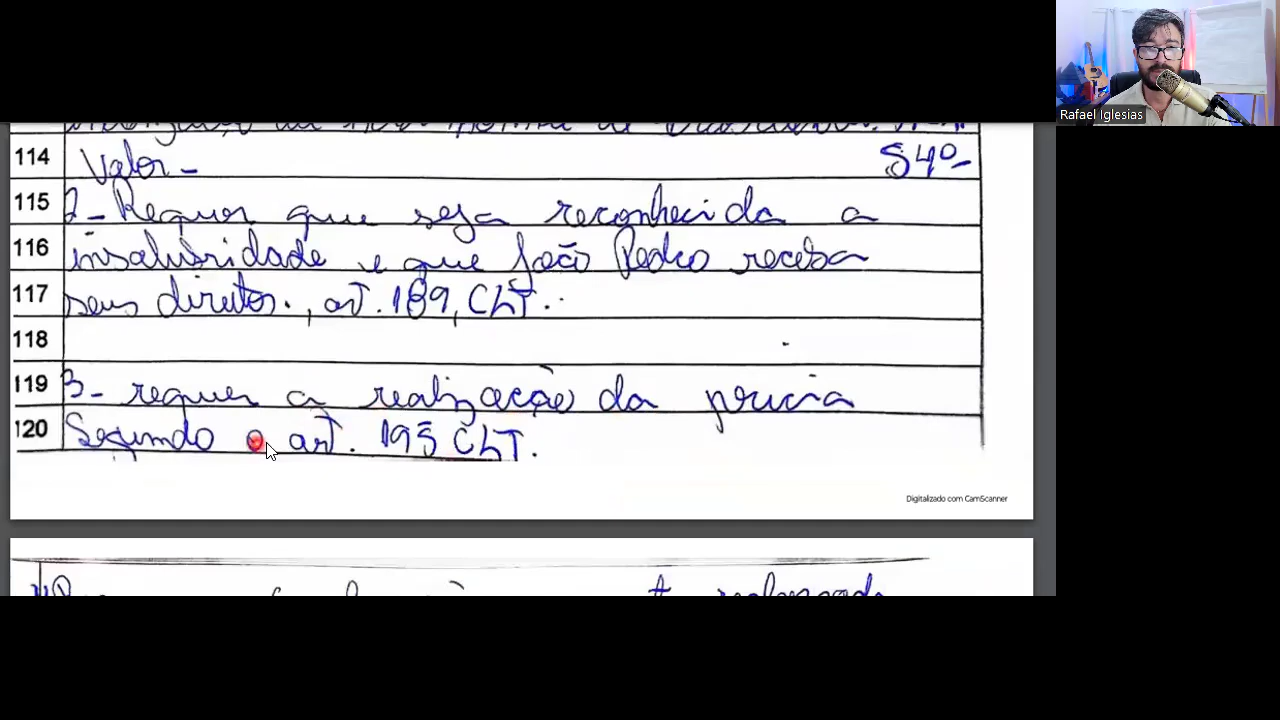 Rafael Iglesias
114 Valor - §4º-
115 2- Requer que seja reconhecida a
116 insalubridade e que João Pedro receba
117 seus direitos., art. 189, CLT.
118
119 3- requer a realização da pericia
120 Segundo o art. 195 CLT.
Digitalizado com CamScanner